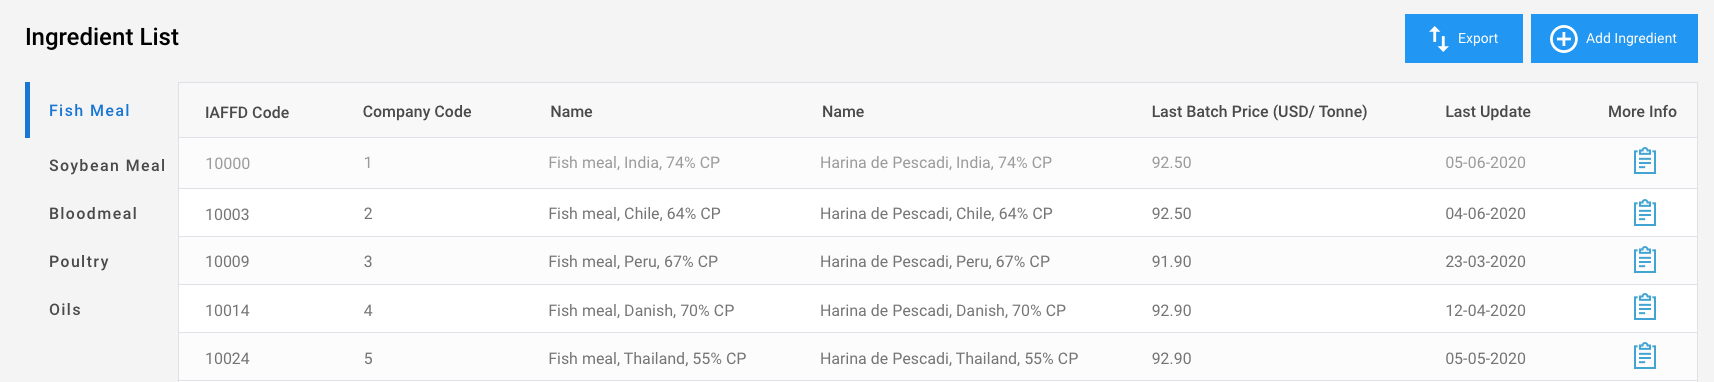 Ingredient List
Export
Add Ingredient
Fish Meal
Soybean Meal
Bloodmeal
Poultry
Oils
IAFFD Code Company Code Name Name Last Batch Price (USD/ Tonne) Last Update More Info
10000 1 Fish meal, India, 74% CP Harina de Pescadi, India, 74% CP 92.50 05-06-2020
10003 2 Fish meal, Chile, 64% CP Harina de Pescadi, Chile, 64% CP 92.50 04-06-2020
10009 3 Fish meal, Peru, 67% CP Harina de Pescadi, Peru, 67% CP 91.90 23-03-2020
10014 4 Fish meal, Danish, 70% CP Harina de Pescadi, Danish, 70% CP 92.90 12-04-2020
10024 5 Fish meal, Thailand, 55% CP Harina de Pescadi, Thailand, 55% CP 92.90 05-05-2020